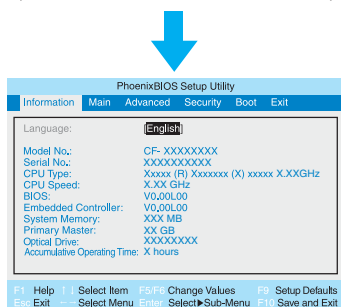 PhoenixBIOS Setup Utility
Information Main Advanced Security Boot Exit
Language: [English]
Model No.: CF- XXXXXXXX
Serial No.: XXXXXXXXXX
CPU Type: Xxxxx (R) Xxxxxxx (X) xxxxx X.XXGHz
CPU Speed: X.XX GHz
BIOS: V0.00L00
Embedded Controller: V0.00L00
System Memory: XXX MB
Primary Master: XX GB
Optical Drive: XXXXXXXX
Accumulative Operating Time: X hours
F1 Help ↑↓ Select Item F5/F6 Change Values F9 Setup Defaults
Esc Exit ←→ Select Menu Enter Select▶Sub-Menu F10 Save and Exit